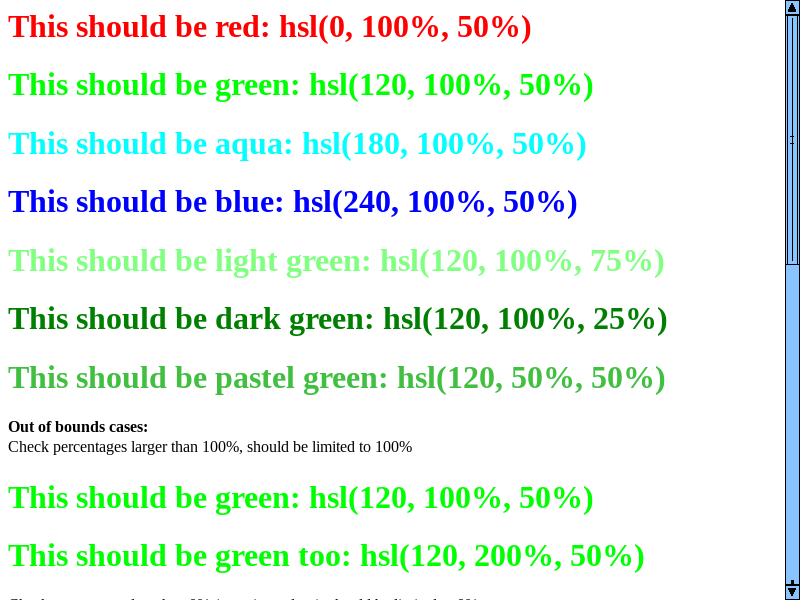 This should be red: hsl(0, 100%, 50%)
This should be green: hsl(120, 100%, 50%)
This should be aqua: hsl(180, 100%, 50%)
This should be blue: hsl(240, 100%, 50%)
This should be light green: hsl(120, 100%, 75%)
This should be dark green: hsl(120, 100%, 25%)
This should be pastel green: hsl(120, 50%, 50%)
Out of bounds cases:
Check percentages larger than 100%, should be limited to 100%
This should be green: hsl(120, 100%, 50%)
This should be green too: hsl(120, 200%, 50%)